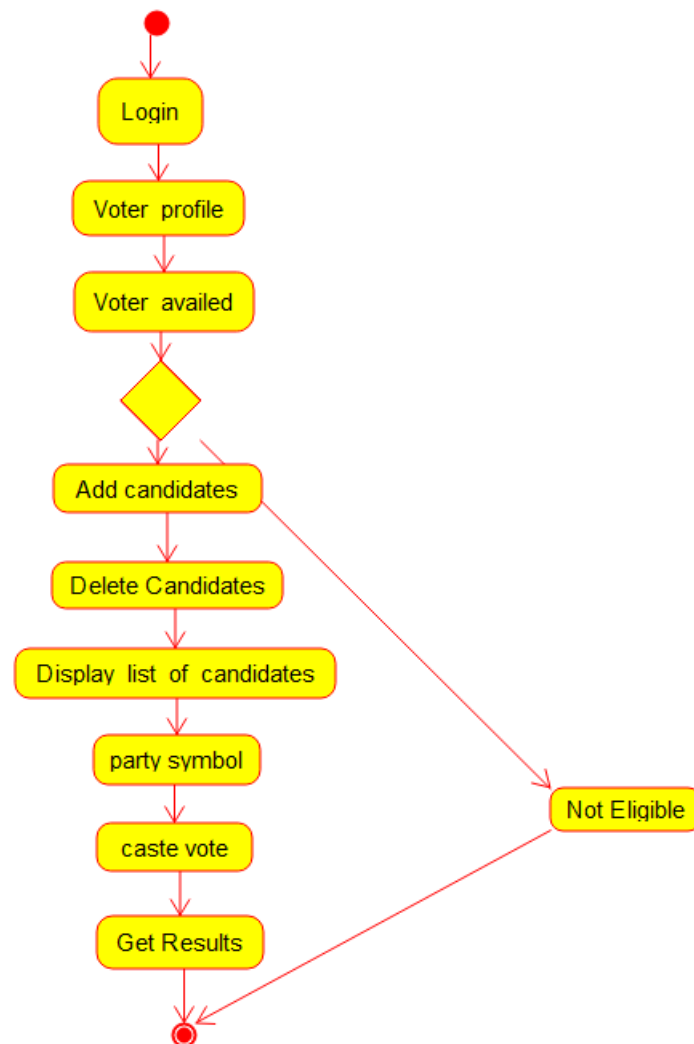 Login
Voter  profile
Voter  availed
Add candidates
Delete Candidates
Display  list  of  candidates
party symbol
Not Eligible
caste vote
Get Results